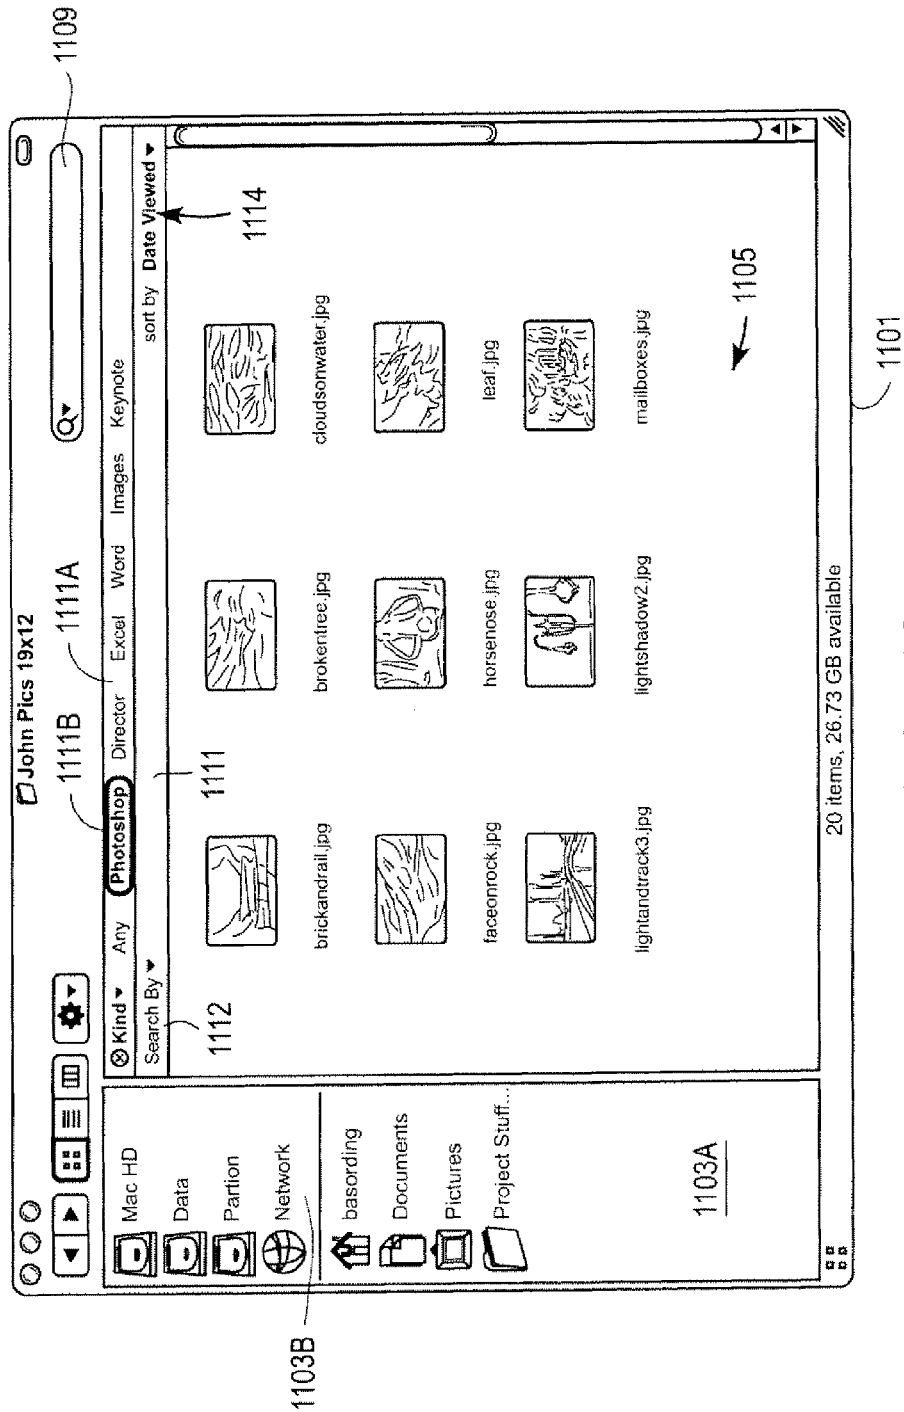 1109
John Pics 19x12
1111B
1111A
Kind Any Photoshop Director Excel Word Images Keynote
Search By
sort by Date Viewed
1112
1111
1114
Mac HD
Data
Partion
Network
basording
Documents
Pictures
Project Stuff...
1103B
1103A
brickandrail.jpg
brokentree.jpg
cloudsonwater.jpg
faceonrock.jpg
horsenose.jpg
leaf.jpg
lightandtrack3.jpg
lightshadow2.jpg
mailboxes.jpg
1105
20 items, 26.73 GB available
1101